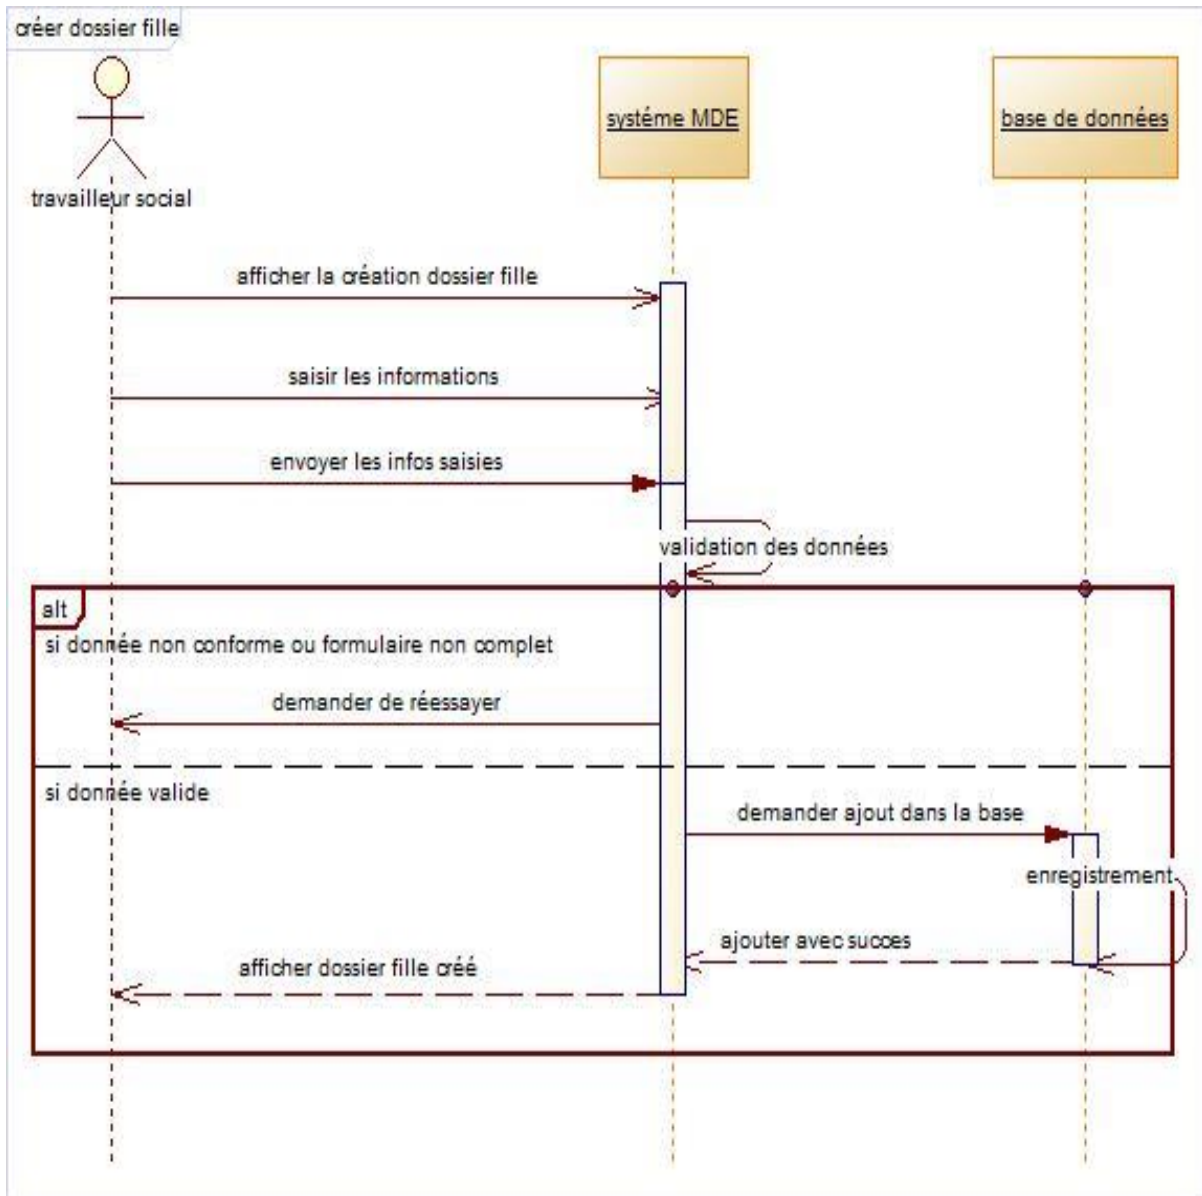 créer dossier fille
systéme MDE
base de données
travailleur social
afficher la création dossier fille
saisir les informations
envoyer les infos saisies
validation des données
alt
si donnée non conforme ou formulaire non complet
demander de réessayer
si donnée valide
demander ajout dans la base
enregistrement
ajouter avec succes
afficher dossier fille créé